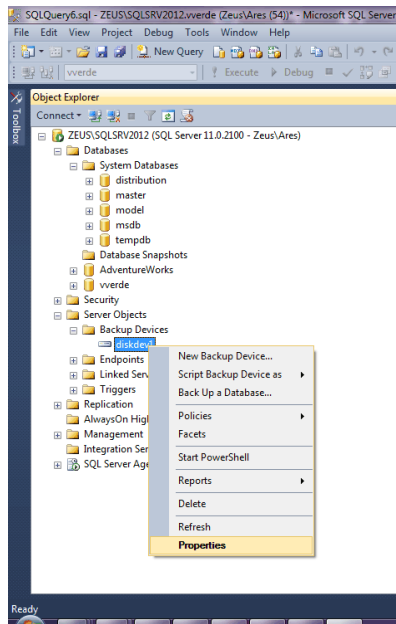 SQLQuery6.sql - ZEUS\SQLSRV2012.vverde (Zeus\Ares (54))* - Microsoft SQL Server
File Edit View Project Debug Tools Window Help
New Query
vverde Execute Debug
Toolbox
Object Explorer
Connect
ZEUS\SQLSRV2012 (SQL Server 11.0.2100 - Zeus\Ares)
Databases
System Databases
distribution
master
model
msdb
tempdb
Database Snapshots
AdventureWorks
vverde
Security
Server Objects
Backup Devices
diskdev1
Endpoints
Linked Serv
Triggers
Replication
AlwaysOn High
Management
Integration Ser
SQL Server Age
New Backup Device...
Script Backup Device as
Back Up a Database...
Policies
Facets
Start PowerShell
Reports
Delete
Refresh
Properties
Ready